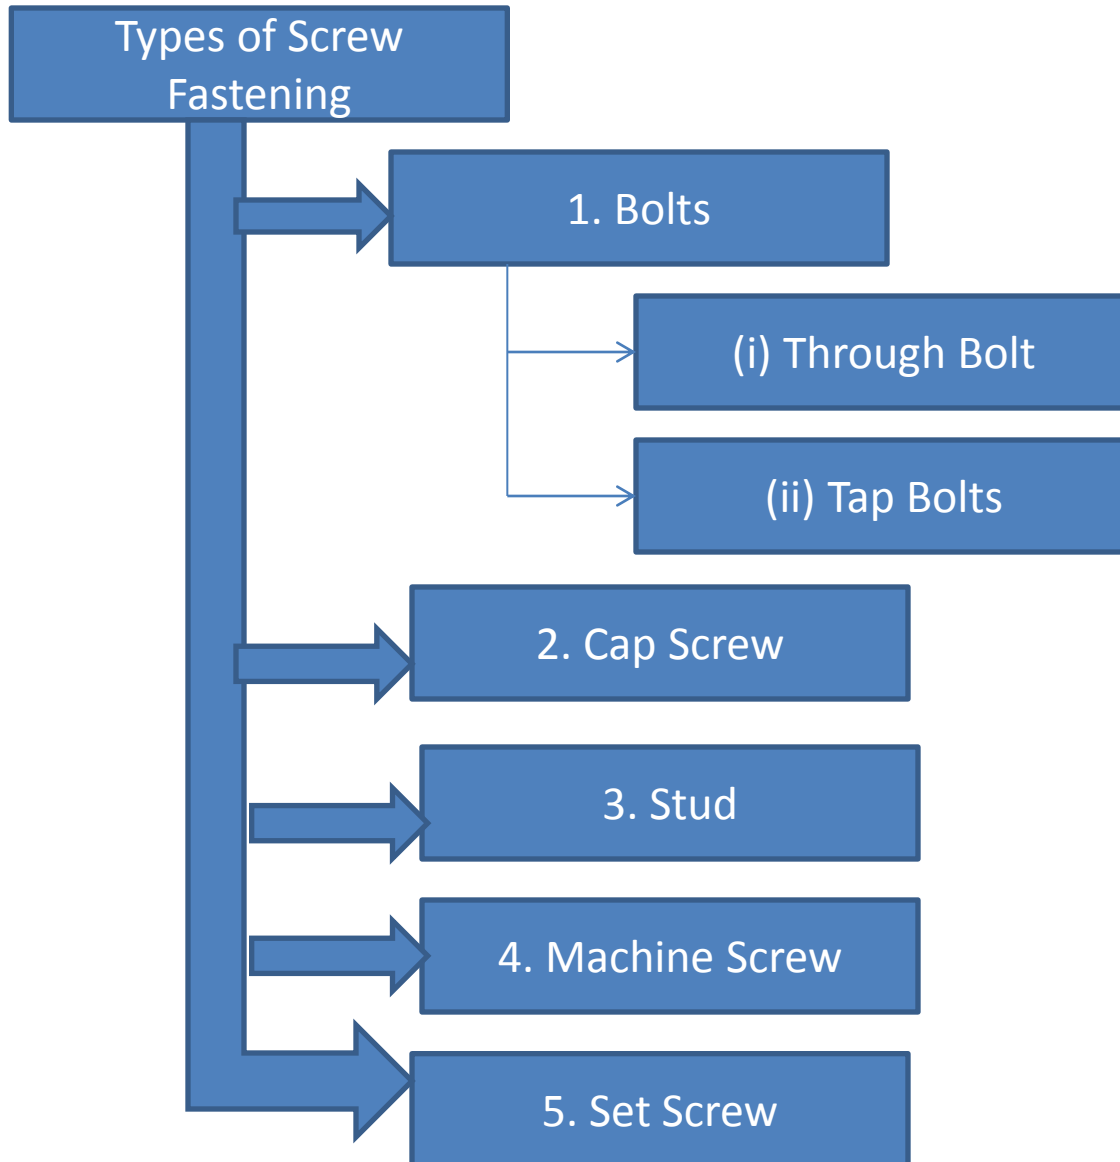 Types of Screw
Fastening
1. Bolts
(i) Through Bolt
(ii) Tap Bolts
2. Cap Screw
3. Stud
4. Machine Screw
5. Set Screw